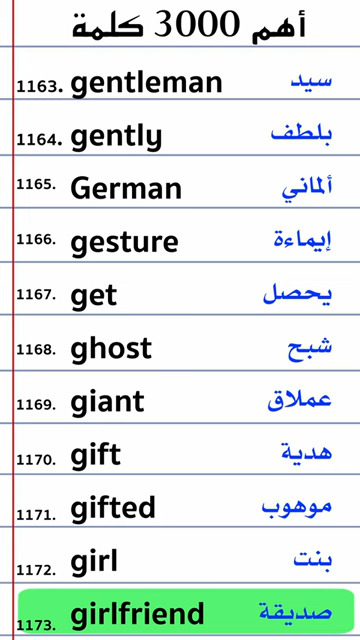 أهم 3000 كلمة
1163. gentleman سيد
1164. gently بلطف
1165. German ألماني
1166. gesture إيماءة
1167. get يحصل
1168. ghost شبح
1169. giant عملاق
1170. gift هدية
1171. gifted موهوب
1172. girl بنت
1173. girlfriend صديقة